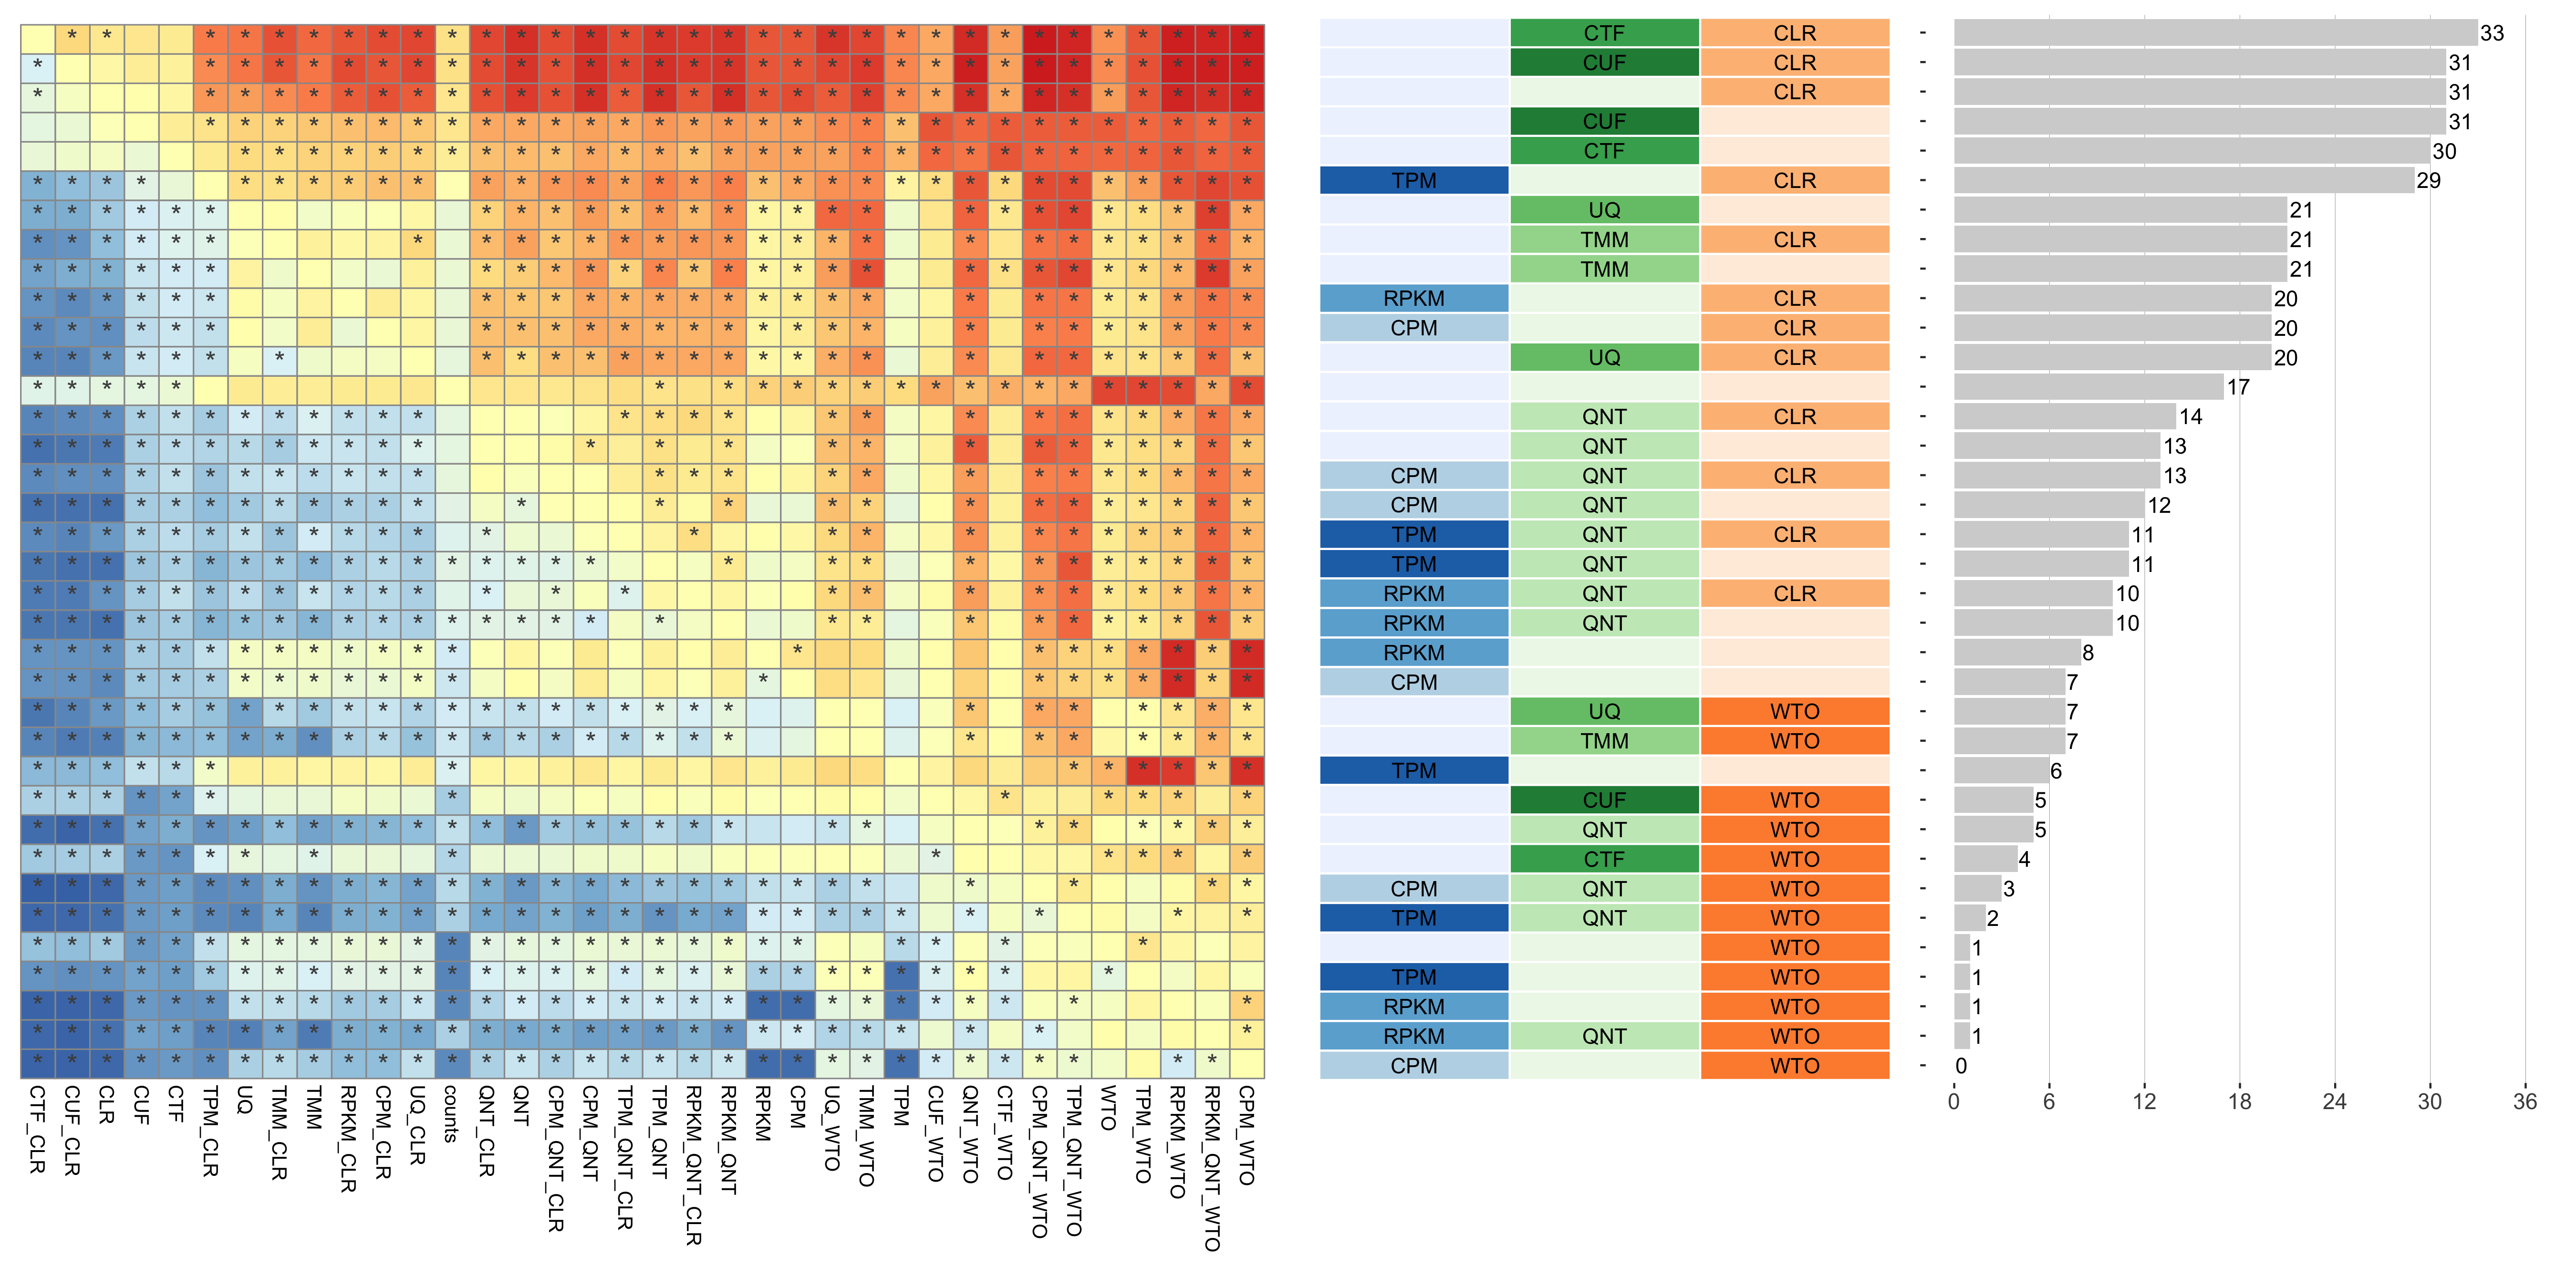 CTF CLR - 33
CUF CLR - 31
CLR - 31
CUF - 31
CTF - 30
TPM CLR - 29
UQ - 21
TMM CLR - 21
TMM - 21
RPKM CLR - 20
CPM CLR - 20
UQ CLR - 20
- 17
QNT CLR - 14
QNT - 13
CPM QNT CLR - 13
CPM QNT - 12
TPM QNT CLR - 11
TPM QNT - 11
RPKM QNT CLR - 10
RPKM QNT - 10
RPKM - 8
CPM - 7
UQ WTO - 7
TMM WTO - 7
TPM - 6
CUF WTO - 5
QNT WTO - 5
CTF WTO - 4
CPM QNT WTO - 3
TPM QNT WTO - 2
WTO - 1
TPM WTO - 1
RPKM WTO - 1
RPKM QNT WTO - 1
CPM WTO - 0
CTF_CLR
CUF_CLR
CLR
CUF
CTF
TPM_CLR
UQ
TMM_CLR
TMM
RPKM_CLR
CPM_CLR
UQ_CLR
counts
QNT_CLR
QNT
CPM_QNT_CLR
CPM_QNT
TPM_QNT_CLR
TPM_QNT
RPKM_QNT_CLR
RPKM_QNT
RPKM
CPM
UQ_WTO
TMM_WTO
TPM
CUF_WTO
QNT_WTO
CTF_WTO
CPM_QNT_WTO
TPM_QNT_WTO
WTO
TPM_WTO
RPKM_WTO
RPKM_QNT_WTO
CPM_WTO
0 6 12 18 24 30 36